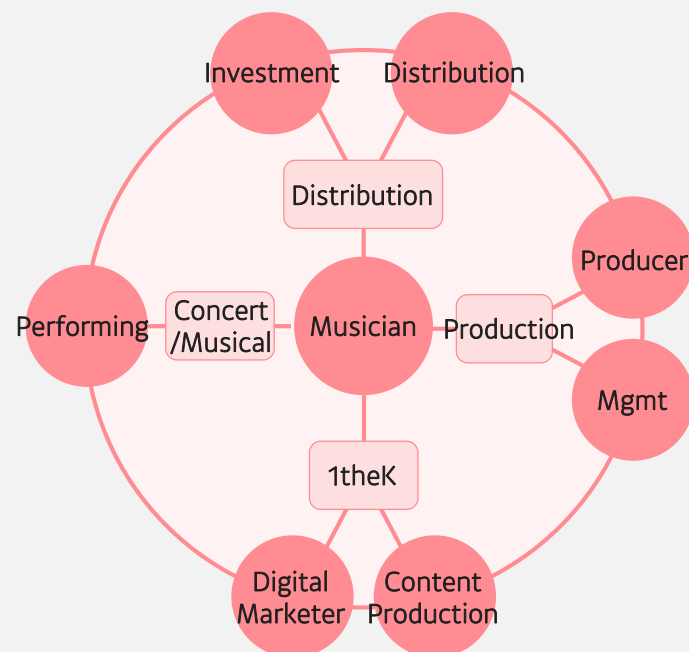 Investment
Distribution
Distribution
Producer
Performing
Concert
/Musical
Musician
Production
Mgmt
1theK
Digital
Marketer
Content
Production